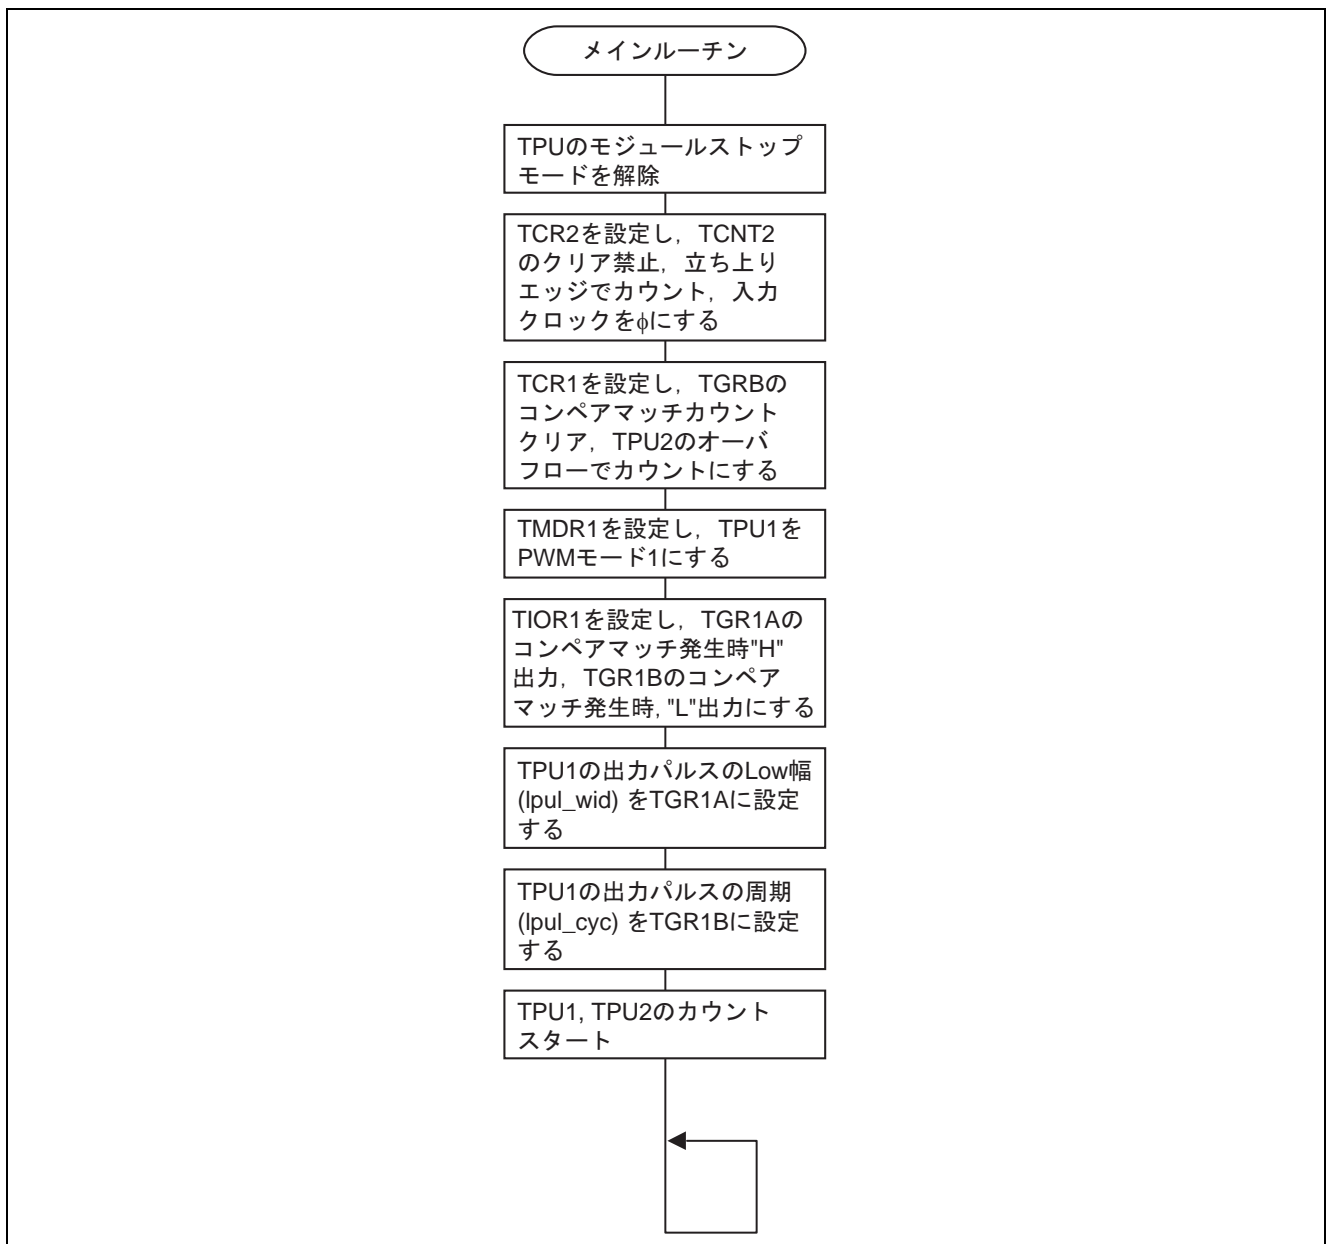 メインルーチン
TPUのモジュールストップ
モードを解除
TCR2を設定し，TCNT2
のクリア禁止，立ち上り
エッジでカウント，入力
クロックをφにする
TCR1を設定し，TGRBの
コンペアマッチカウント
クリア，TPU2のオーバ
フローでカウントにする
TMDR1を設定し，TPU1を
PWMモード1にする
TIOR1を設定し，TGR1Aの
コンペアマッチ発生時"H"
出力，TGR1Bのコンペア
マッチ発生時, "L"出力にする
TPU1の出力パルスのLow幅
(lpul_wid) をTGR1Aに設定
する
TPU1の出力パルスの周期
(lpul_cyc) をTGR1Bに設定
する
TPU1, TPU2のカウント
スタート